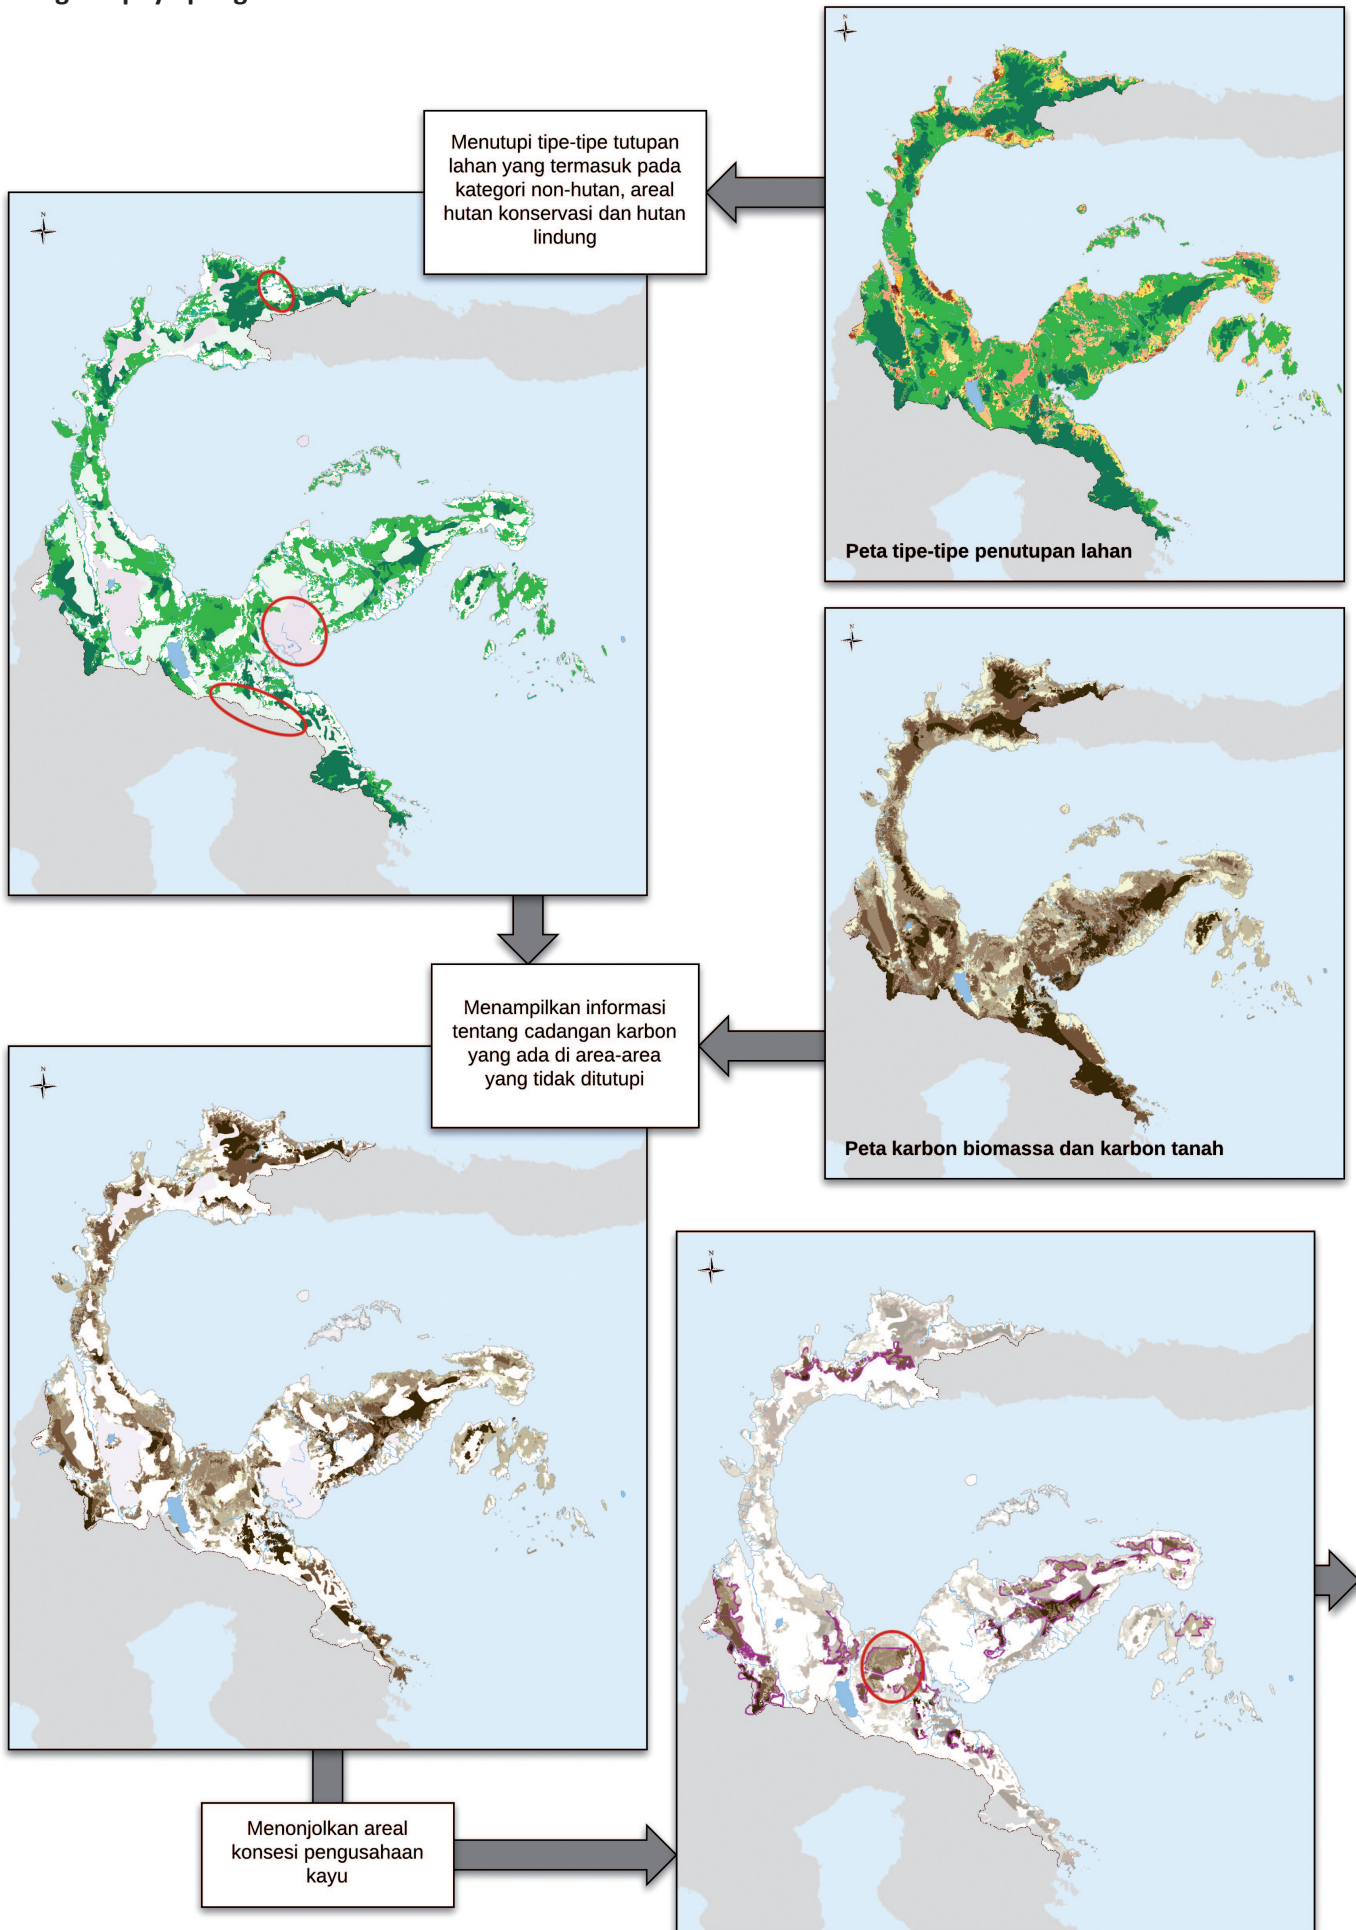 N
Menutupi tipe-tipe tutupan
lahan yang termasuk pada
kategori non-hutan, areal
hutan konservasi dan hutan
lindung
N
Peta tipe-tipe penutupan lahan
N
Menampilkan informasi
tentang cadangan karbon
yang ada di area-area
yang tidak ditutupi
Peta karbon biomassa dan karbon tanah
N
N
Menonjolkan areal
konsesi pengusahaan
kayu